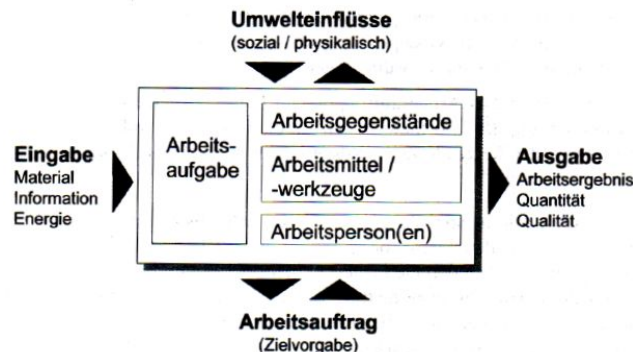 Umwelteinflüsse
(sozial / physikalisch)
Eingabe
Material
Information
Energie
Arbeits-
aufgabe
Arbeitsgegenstände
Arbeitsmittel /
-werkzeuge
Arbeitsperson(en)
Ausgabe
Arbeitsergebnis
Quantität
Qualität
Arbeitsauftrag
(Zielvorgabe)